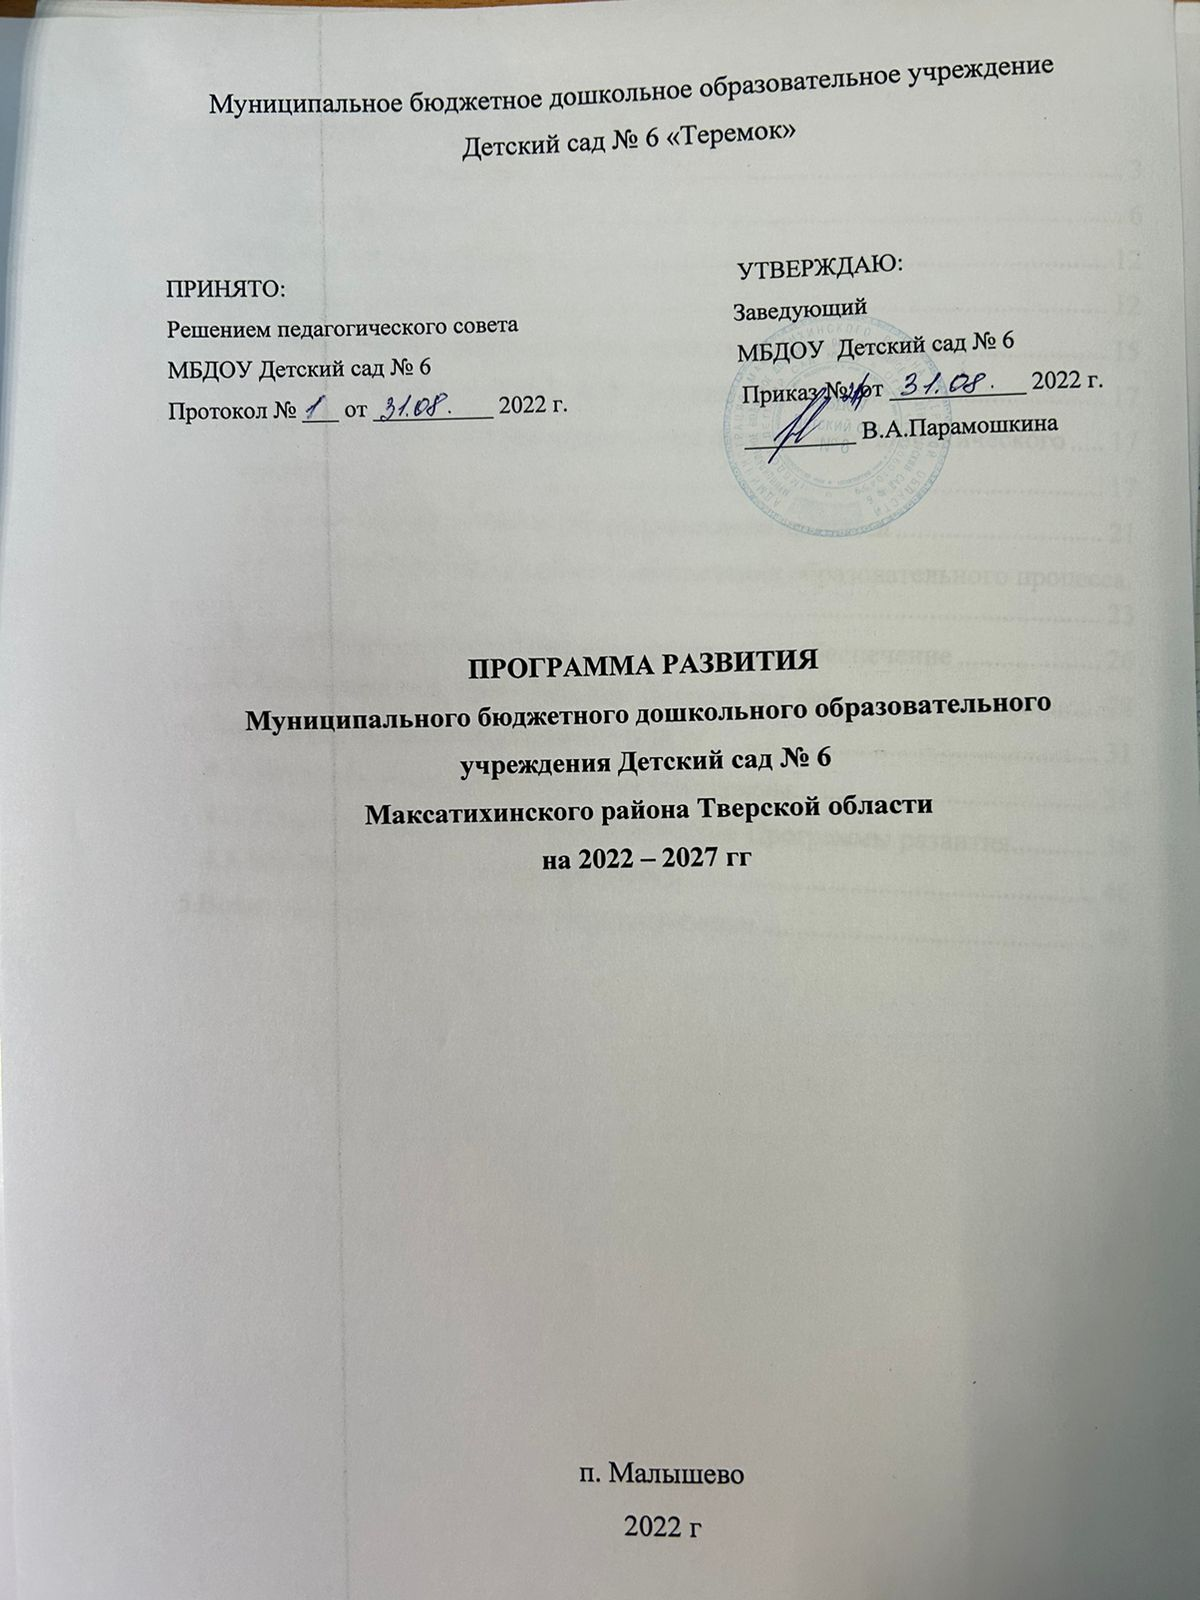 Муниципальное бюджетное дошкольное образовательное учреждение
Детский сад № 6 «Теремок»
ПРИНЯТО:
Решением педагогического совета
МБДОУ Детский сад № 6
Протокол № 1 от 31.08. 2022 г.
УТВЕРЖДАЮ:
Заведующий
МБДОУ Детский сад № 6
Приказ № от 31.08. 2022 г.
В.А.Парамошкина
ПРОГРАММА РАЗВИТИЯ
Муниципального бюджетного дошкольного образовательного
учреждения Детский сад № 6
Максатихинского района Тверской области
на 2022 – 2027 гг
п. Малышево
2022 г